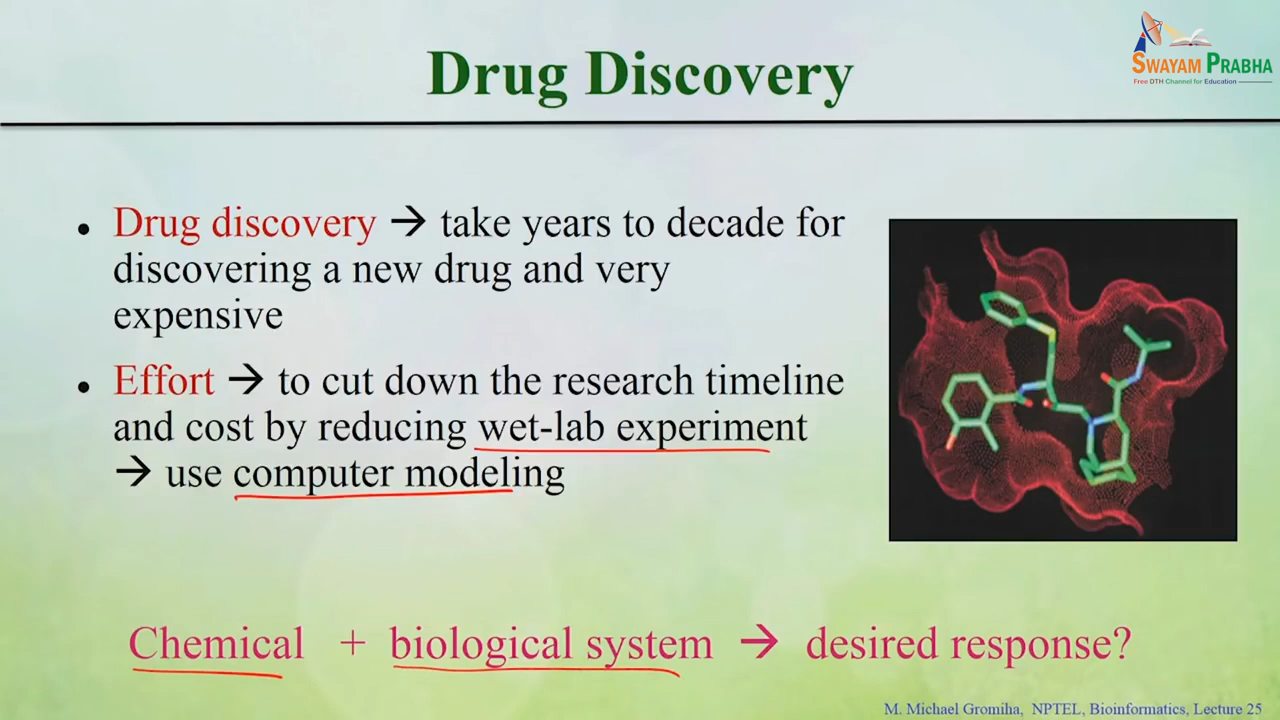 Drug Discovery
SWAYAM PRABHA
Free DTH Channel for Education
• Drug discovery → take years to decade for
discovering a new drug and very
expensive
• Effort → to cut down the research timeline
and cost by reducing wet-lab experiment
→ use computer modeling
Chemical + biological system → desired response?
M. Michael Gromiha, NPTEL, Bioinformatics, Lecture 25